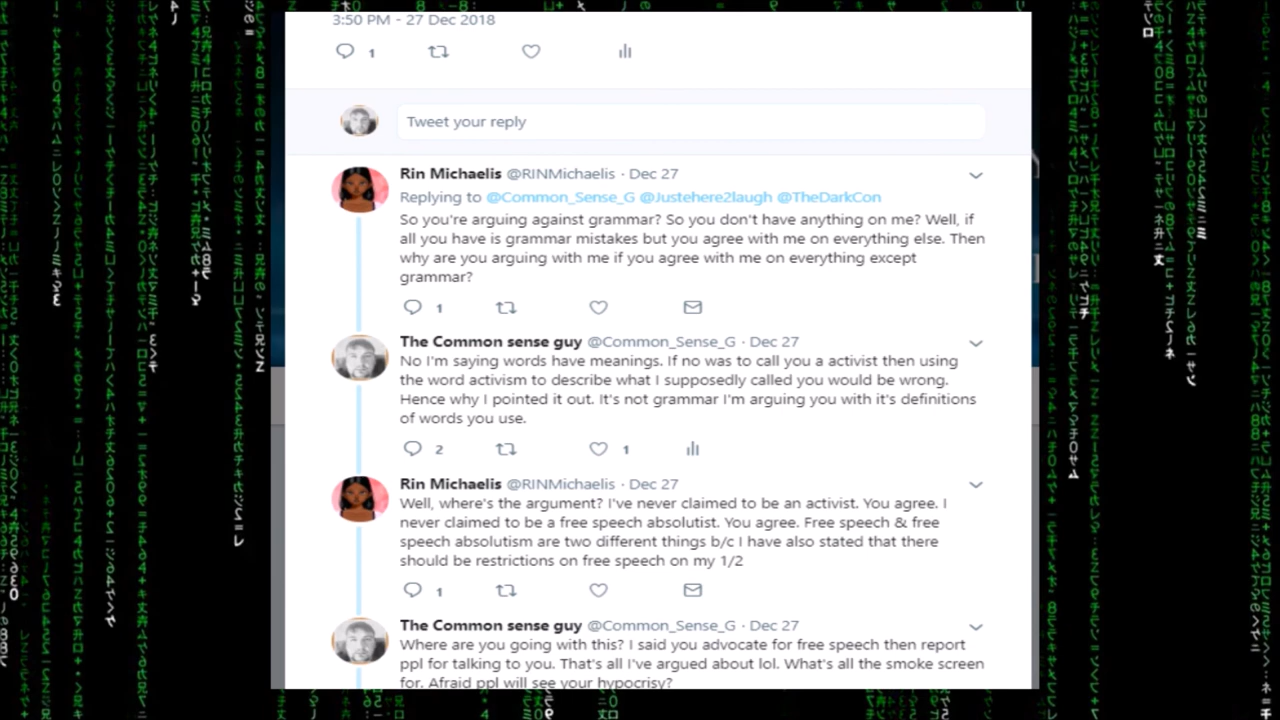 3:50 PM - 27 Dec 2018
1
Tweet your reply
Rin Michaelis @RINMichaelis · Dec 27
Replying to @Common_Sense_G @Justehere2laugh @TheDarkCon
So you're arguing against grammar? So you don't have anything on me? Well, if
all you have is grammar mistakes but you agree with me on everything else. Then
why are you arguing with me if you agree with me on everything except
grammar?
1
The Common sense guy @Common_Sense_G · Dec 27
No I'm saying words have meanings. If no was to call you a activist then using
the word activism to describe what I supposedly called you would be wrong.
Hence why I pointed it out. It's not grammar I'm arguing you with it's definitions
of words you use.
2 1
Rin Michaelis @RINMichaelis · Dec 27
Well, where's the argument? I've never claimed to be an activist. You agree. I
never claimed to be a free speech absolutist. You agree. Free speech & free
speech absolutism are two different things b/c I have also stated that there
should be restrictions on free speech on my 1/2
1
The Common sense guy @Common_Sense_G · Dec 27
Where are you going with this? I said you advocate for free speech then report
ppl for talking to you. That's all I've argued about lol. What's all the smoke screen
for. Afraid ppl will see your hypocrisy?